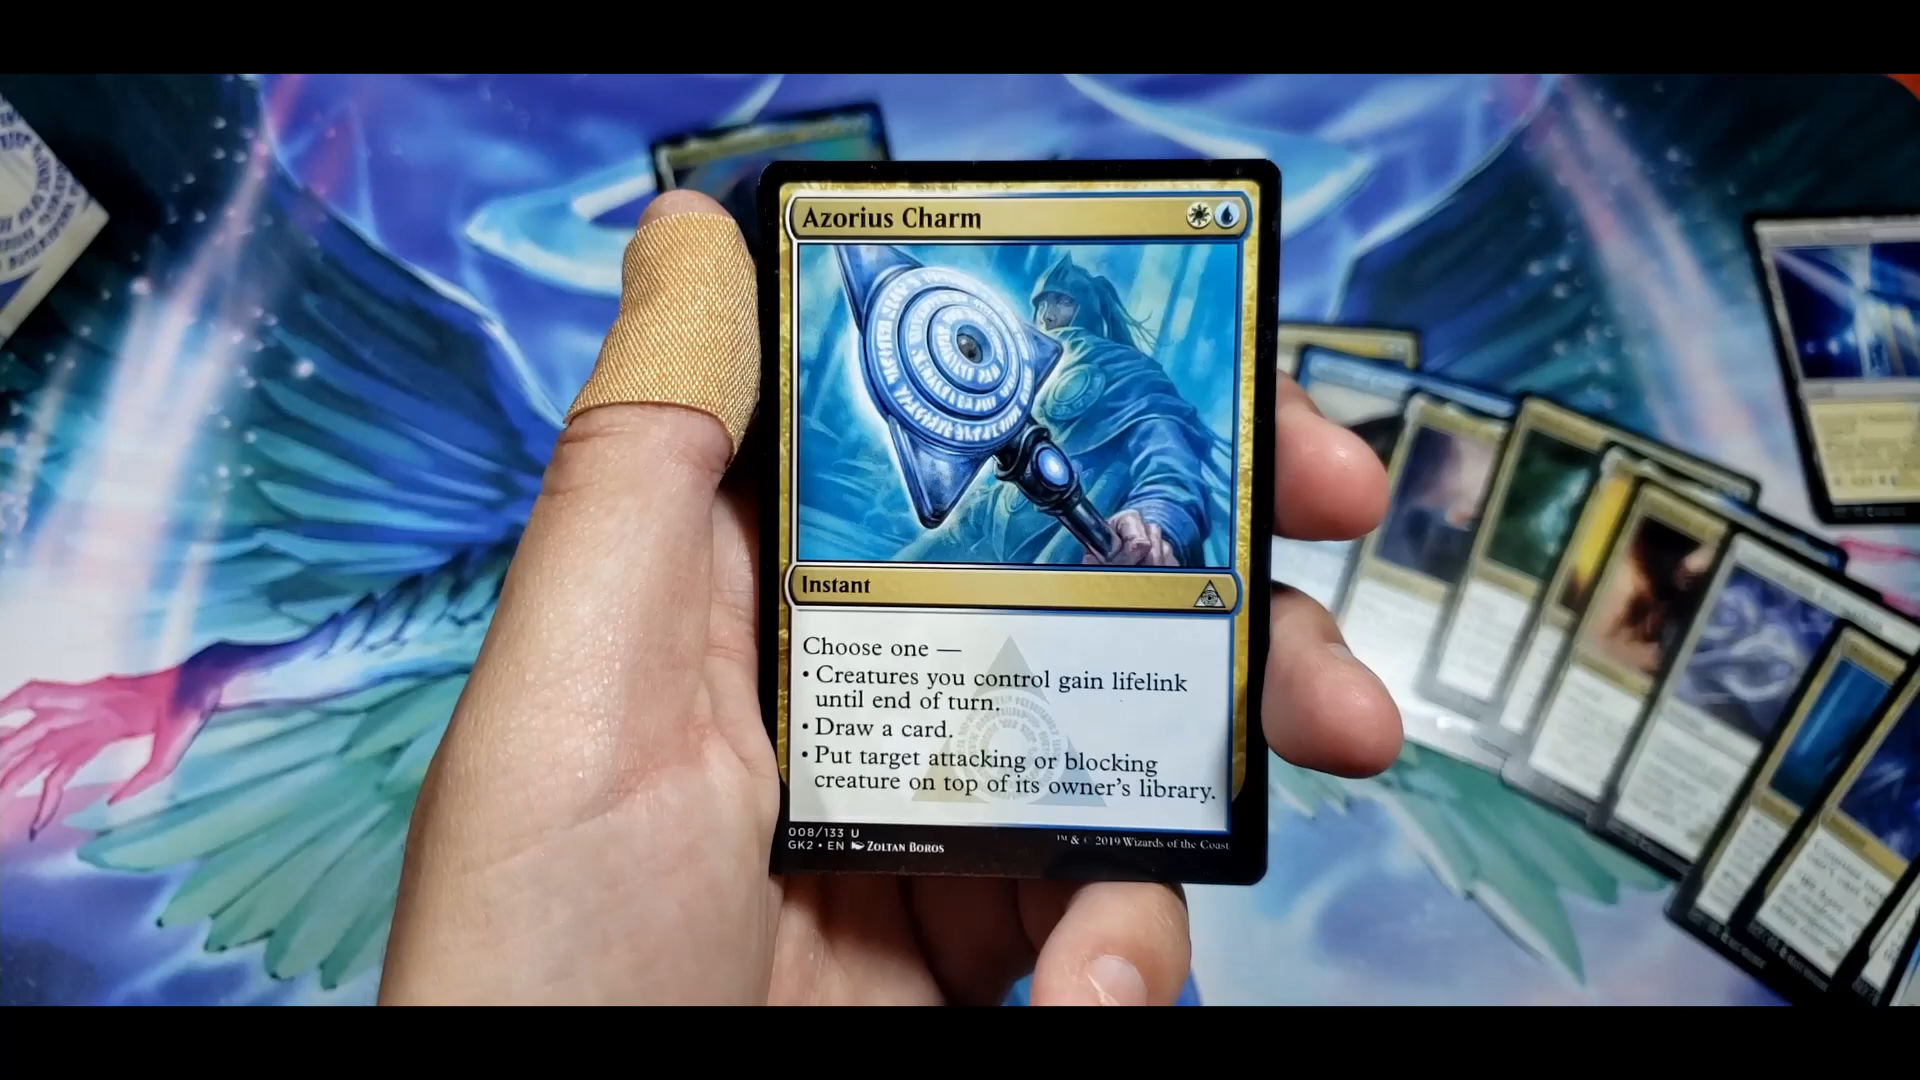 Azorius Charm
Instant
Choose one —
• Creatures you control gain lifelink
until end of turn.
• Draw a card.
• Put target attacking or blocking
creature on top of its owner's library.
008/133 U
GK2 • EN ZOLTAN BOROS
™ & © 2019 Wizards of the Coast